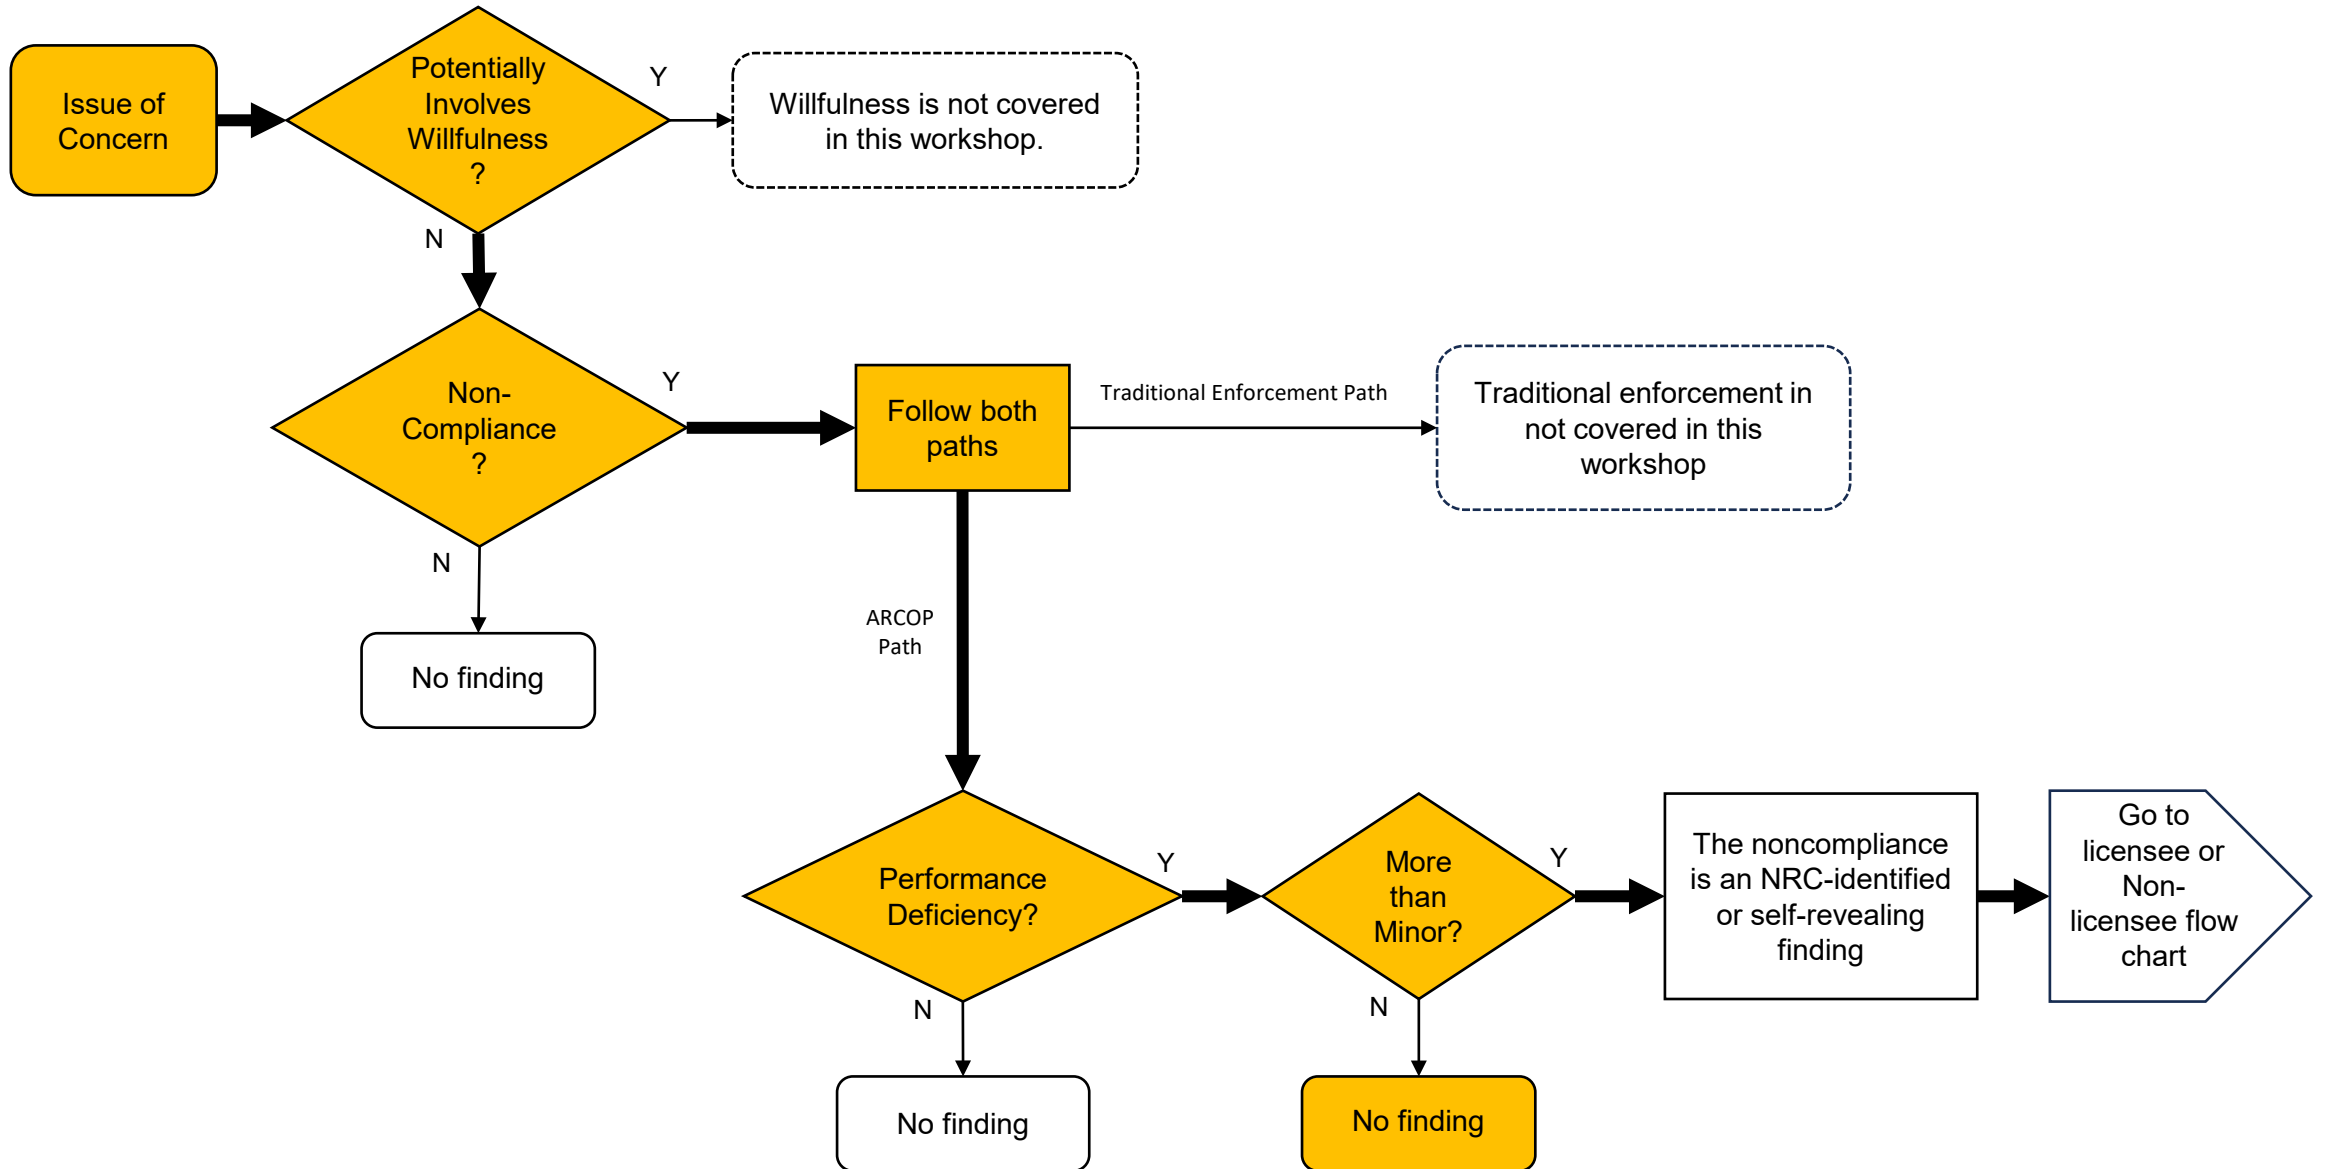 Issue of
Concern
Potentially
Involves
Willfulness
?
Y
Willfulness is not covered
in this workshop.
N
Non-
Compliance
?
Y
Follow both
paths
Traditional Enforcement Path
Traditional enforcement in
not covered in this
workshop
N
No finding
ARCOP
Path
Performance
Deficiency?
Y
More
than
Minor?
Y
The noncompliance
is an NRC-identified
or self-revealing
finding
Go to
licensee or
Non-
licensee flow
chart
N
No finding
N
No finding